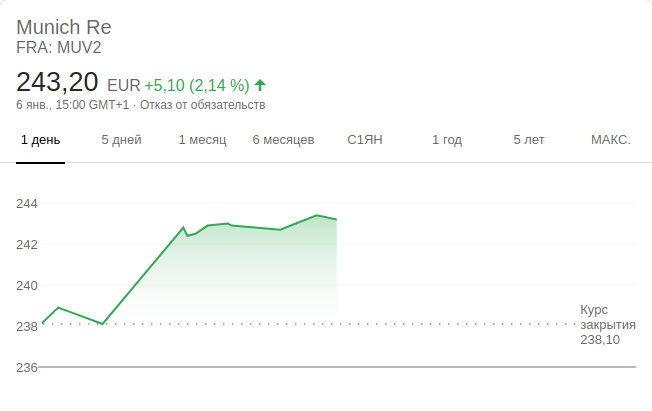 Munich Re
FRA: MUV2
243,20 EUR +5,10 (2,14 %)
6 янв., 15:00 GMT+1 · Отказ от обязательств
1 день 5 дней 1 месяц 6 месяцев С1ЯН 1 год 5 лет МАКС.
244
242
240
238
236
Курс
закрытия
238,10